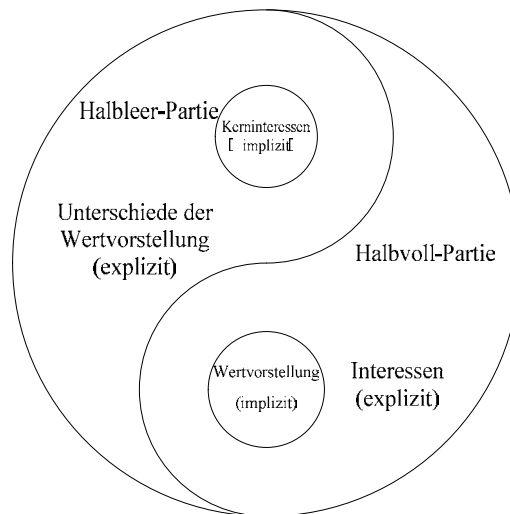 Halbleer-Partie
Kerninteressen
[ implizit[
Unterschiede der
Wertvorstellung
(explizit)
Halbvoll-Partie
Wertvorstellung
(implizit)
Interessen
(explizit)